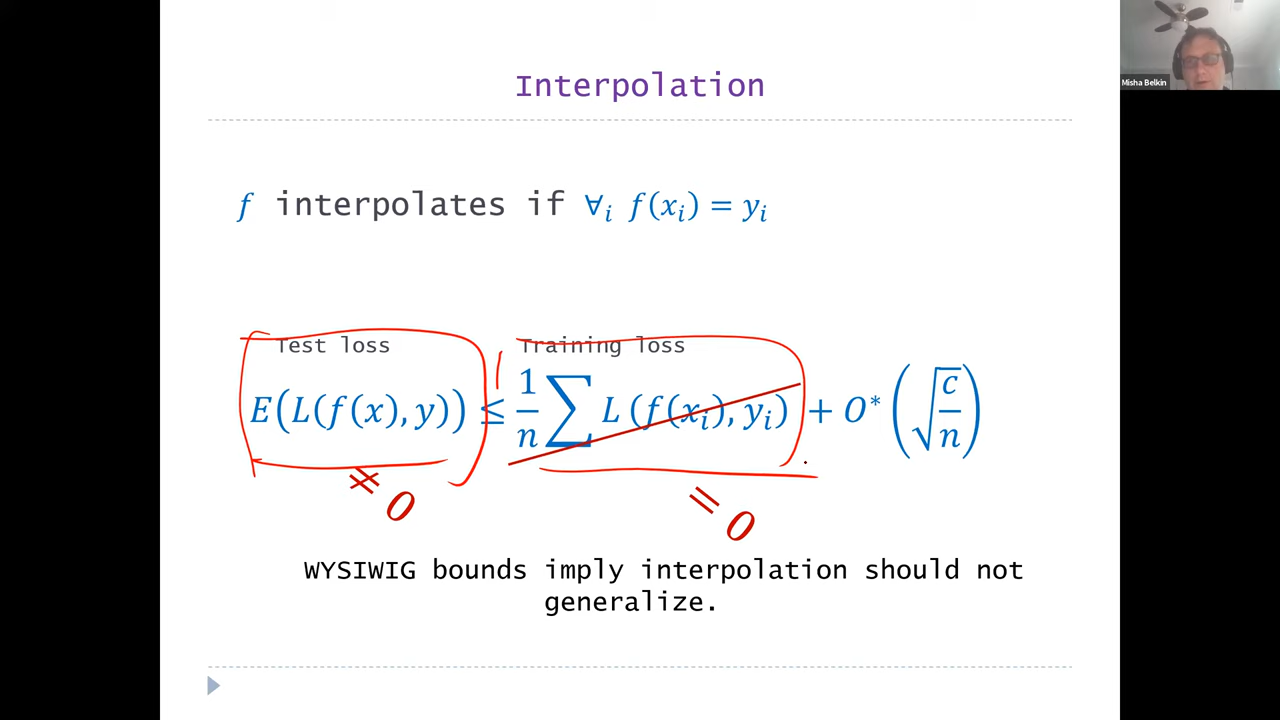 Misha Belkin
Interpolation
f interpolates if ∀ᵢ f(xᵢ) = yᵢ
Test loss Training loss
E(L(f(x), y)) ≤ 1/n ∑ L (f(xᵢ), yᵢ) + O* (√(c/n))
≠ 0 = 0
WYSIWIG bounds imply interpolation should not
generalize.